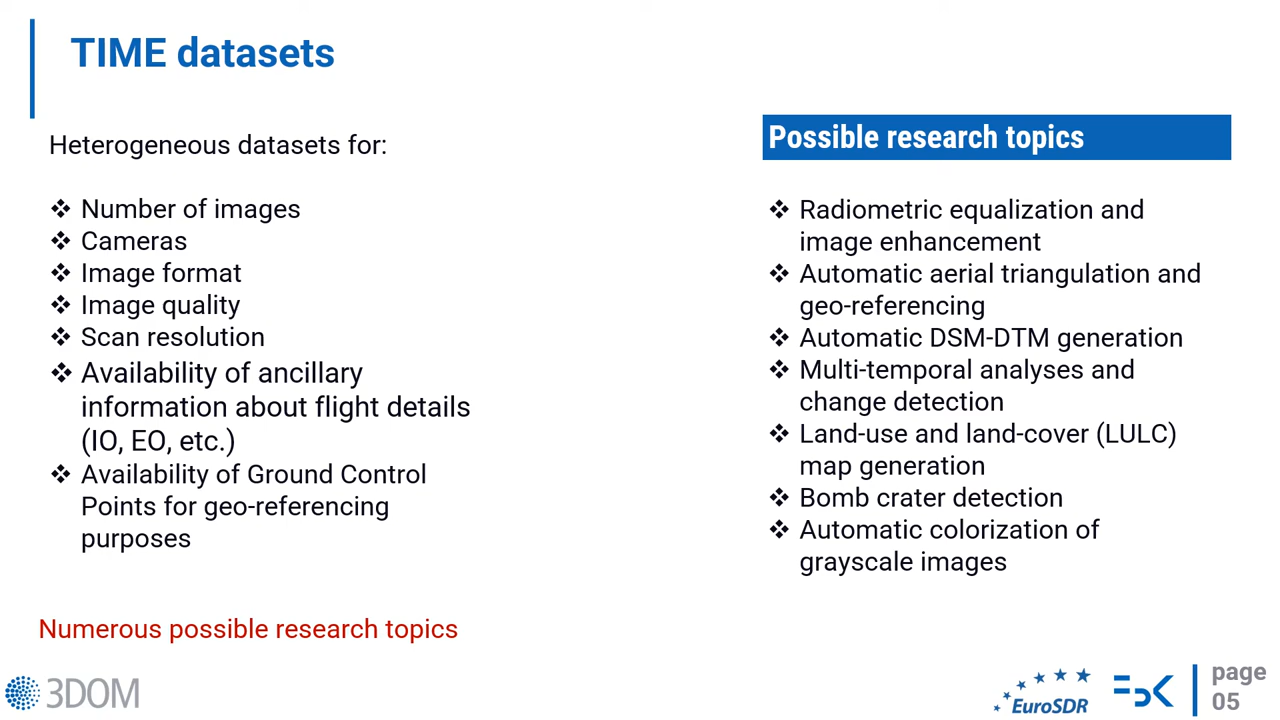 TIME datasets
Heterogeneous datasets for:
❖ Number of images
❖ Cameras
❖ Image format
❖ Image quality
❖ Scan resolution
❖ Availability of ancillary
information about flight details
(IO, EO, etc.)
❖ Availability of Ground Control
Points for geo-referencing
purposes
Numerous possible research topics
Possible research topics
❖ Radiometric equalization and
image enhancement
❖ Automatic aerial triangulation and
geo-referencing
❖ Automatic DSM-DTM generation
❖ Multi-temporal analyses and
change detection
❖ Land-use and land-cover (LULC)
map generation
❖ Bomb crater detection
❖ Automatic colorization of
grayscale images
3DOM
EuroSDR
FBK
page
05